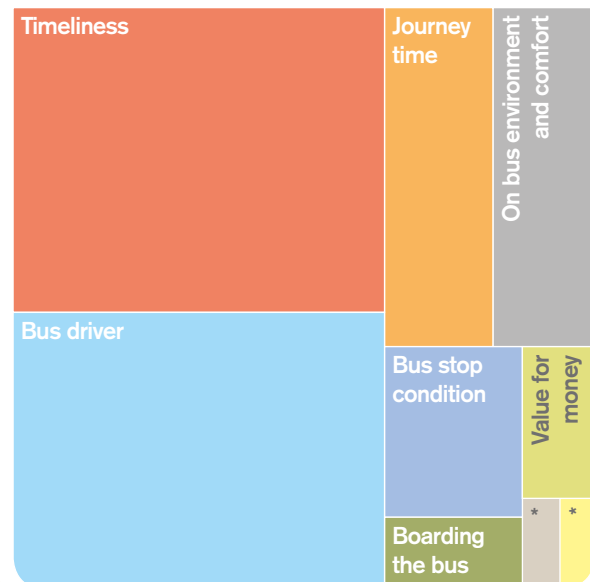 Timeliness
Journey
time
On bus environment
and comfort
Bus driver
Bus stop
condition
Value for
money
Boarding
the bus
*
*